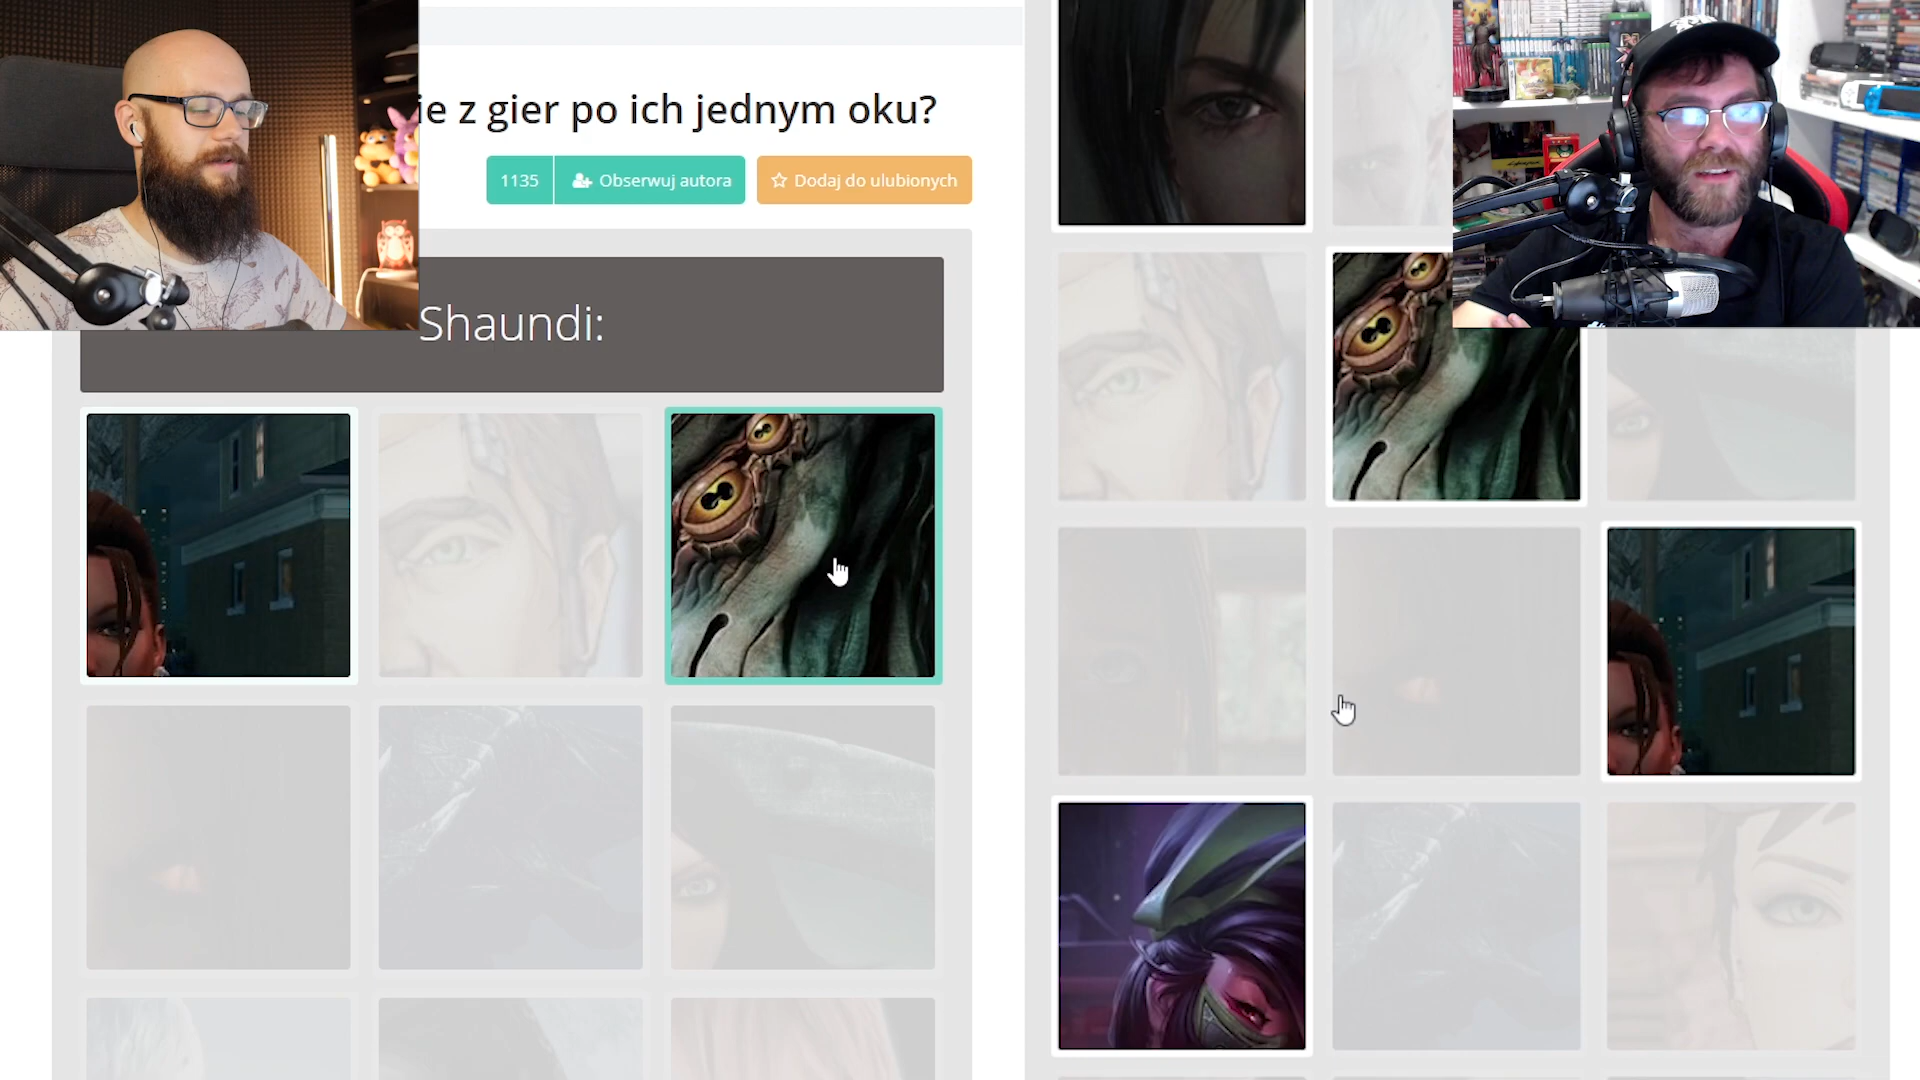 ie z gier po ich jednym oku?
1135
Obserwuj autora
Dodaj do ulubionych
Shaundi: